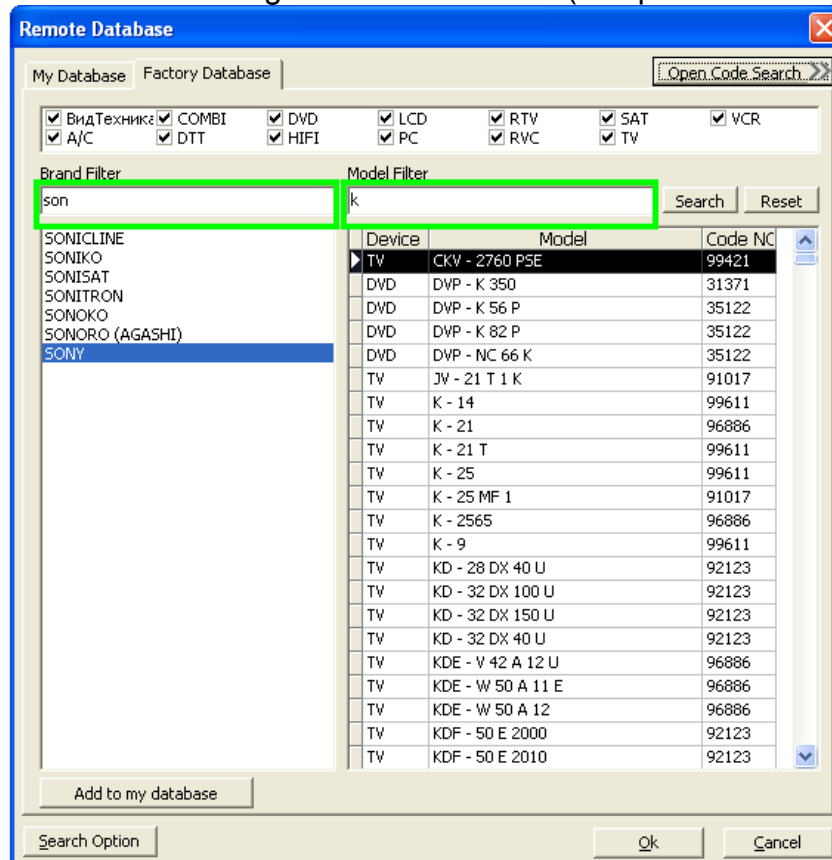 Remote Database
My Database Factory Database Open Code Search
ВидТехника COMBI DVD LCD RTV SAT VCR
A/C DTT HIFI PC RVC TV
Brand Filter Model Filter
son k Search Reset
SONICLINE
SONIKO
SONISAT
SONITRON
SONOKO
SONORO (AGASHI)
SONY
Device Model Code NC
TV CKV - 2760 PSE 99421
DVD DVP - K 350 31371
DVD DVP - K 56 P 35122
DVD DVP - K 82 P 35122
DVD DVP - NC 66 K 35122
TV JV - 21 T 1 K 91017
TV K - 14 99611
TV K - 21 96886
TV K - 21 T 99611
TV K - 25 99611
TV K - 25 MF 1 91017
TV K - 2565 96886
TV K - 9 99611
TV KD - 28 DX 40 U 92123
TV KD - 32 DX 100 U 92123
TV KD - 32 DX 150 U 92123
TV KD - 32 DX 40 U 92123
TV KDE - V 42 A 12 U 96886
TV KDE - W 50 A 11 E 96886
TV KDE - W 50 A 12 96886
TV KDF - 50 E 2000 92123
TV KDF - 50 E 2010 92123
Add to my database
Search Option Ok Cancel